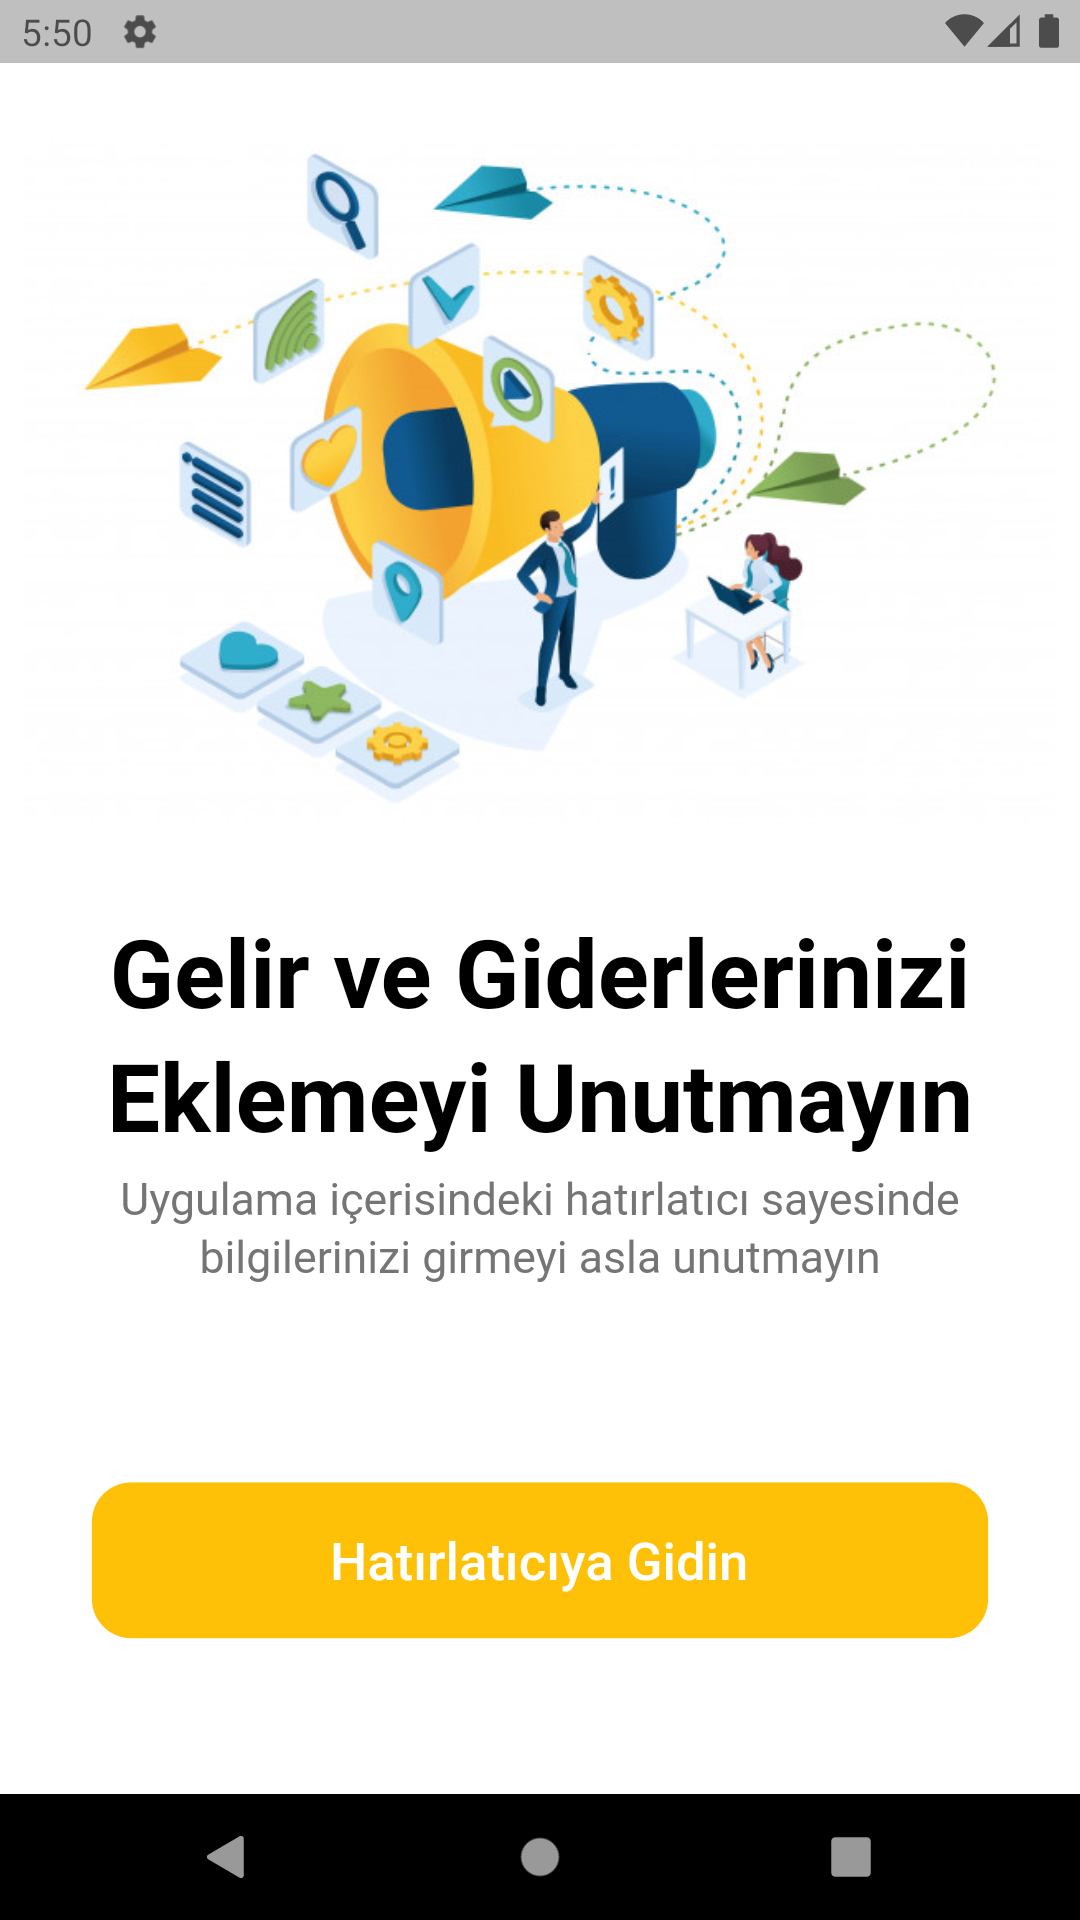 5:50
Gelir ve Giderlerinizi
Eklemeyi Unutmayın
Uygulama içerisindeki hatırlatıcı sayesinde
bilgilerinizi girmeyi asla unutmayın
Hatırlatıcıya Gidin